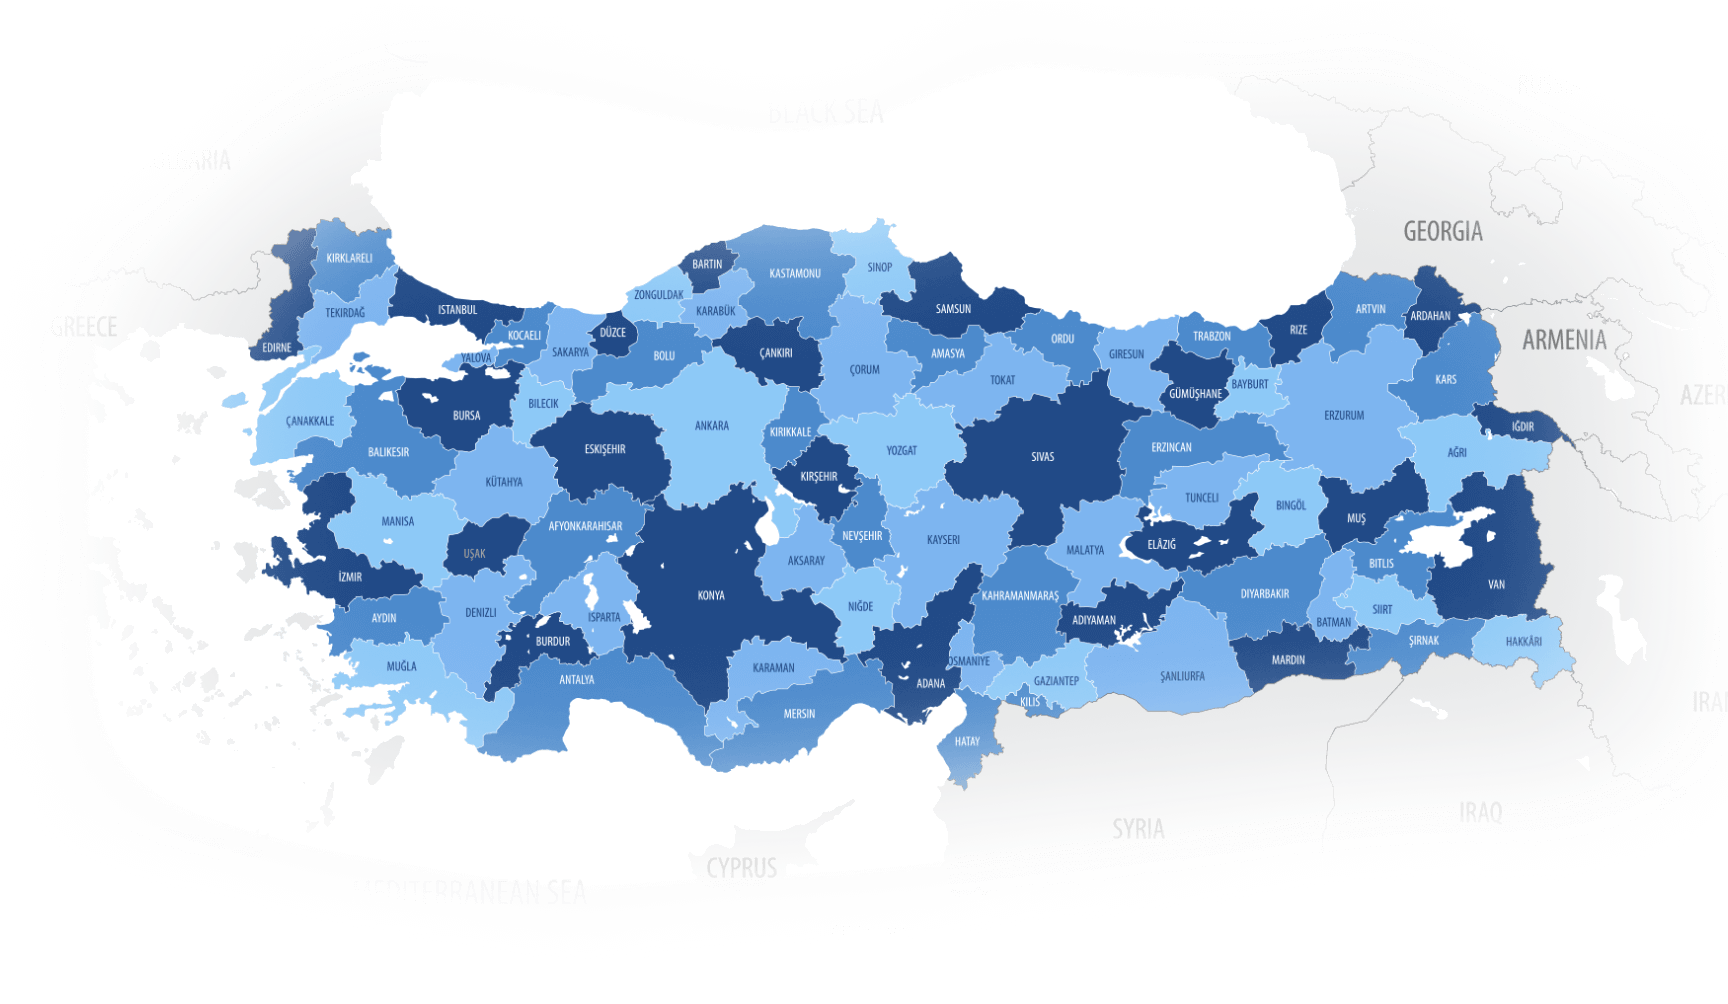 BLACK SEA
GEORGIA
ARMENIA
GREECE
KIRKLARELI
TEKIRDAĞ
EDIRNE
ISTANBUL
KOCAELI
YALOVA
SAKARYA
DÜZCE
ZONGULDAK
BARTIN
KARABÜK
KASTAMONU
SINOP
SAMSUN
BOLU
ÇANKIRI
ÇORUM
AMASYA
ORDU
TOKAT
GIRESUN
TRABZON
GÜMÜŞHANE
BAYBURT
RIZE
ARTVIN
ARDAHAN
KARS
IĞDIR
ERZURUM
AĞRI
ÇANAKKALE
BALIKESIR
BURSA
BILECIK
ESKIŞEHIR
ANKARA
KIRIKKALE
KIRŞEHIR
YOZGAT
SIVAS
ERZINCAN
TUNCELI
BINGÖL
MUŞ
KÜTAHYA
MANISA
UŞAK
AFYONKARAHISAR
İZMIR
AYDIN
DENIZLI
MUĞLA
BURDUR
ISPARTA
ANTALYA
KONYA
AKSARAY
NEVŞEHIR
KAYSERI
NIĞDE
KARAMAN
MERSIN
ADANA
OSMANIYE
HATAY
KAHRAMANMARAŞ
MALATYA
ELÂZIĞ
ADIYAMAN
GAZIANTEP
KILIS
ŞANLIURFA
DIYARBAKIR
MARDIN
BATMAN
SIIRT
BITLIS
VAN
ŞIRNAK
HAKKÂRI
SYRIA
IRAQ
CYPRUS
MEDITERRANEAN SEA